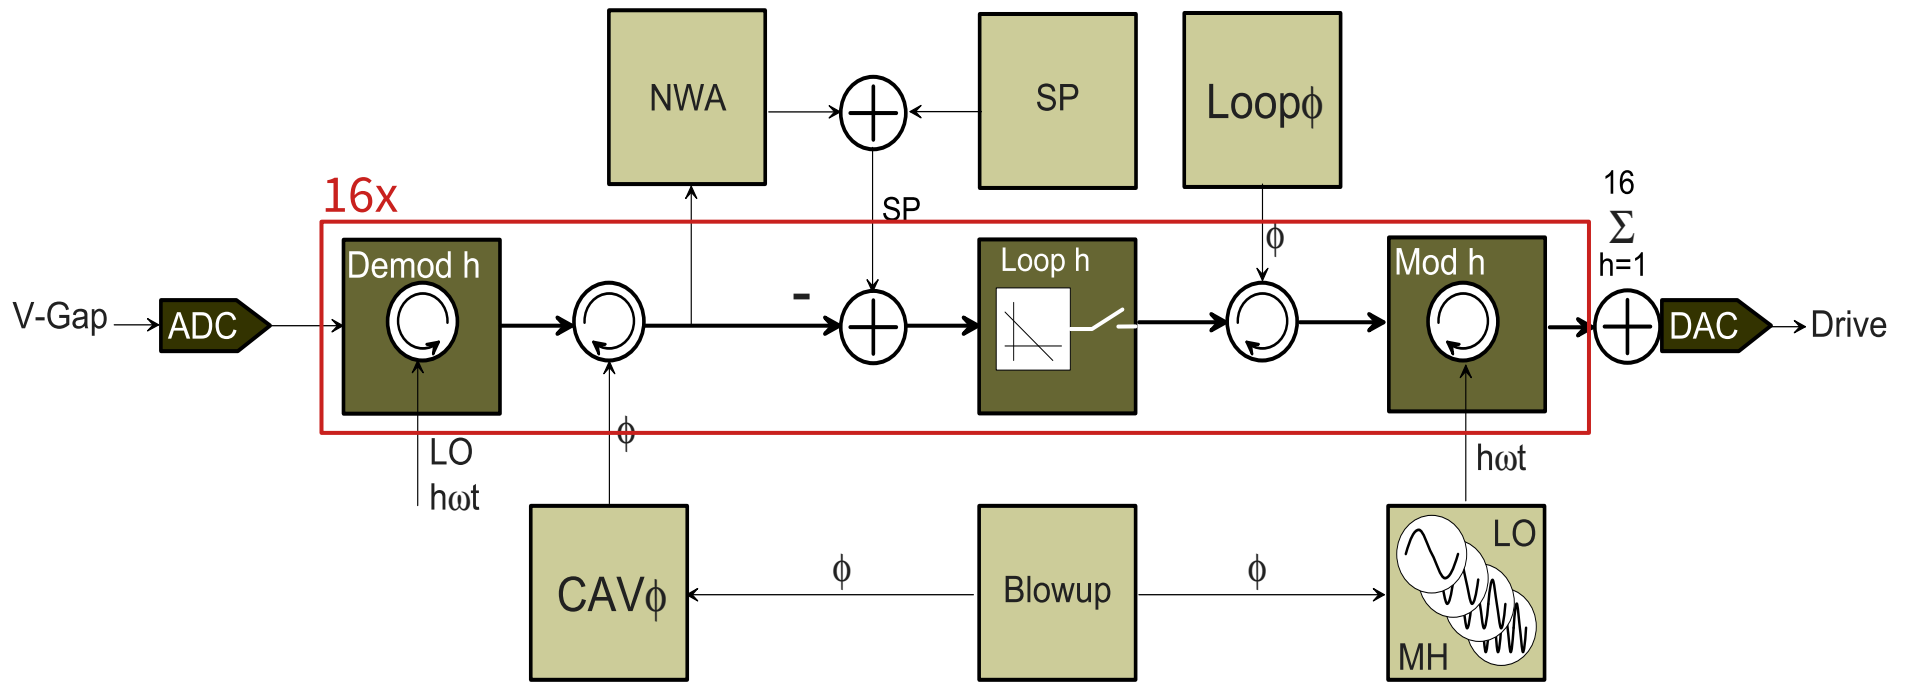 NWA
SP
Loopϕ
16x
SP
ϕ
16
Σ
h=1
Demod h
-
Loop h
Mod h
V-Gap
ADC
DAC
Drive
ϕ
LO
hωt
hωt
CAVϕ
ϕ
Blowup
ϕ
LO
MH